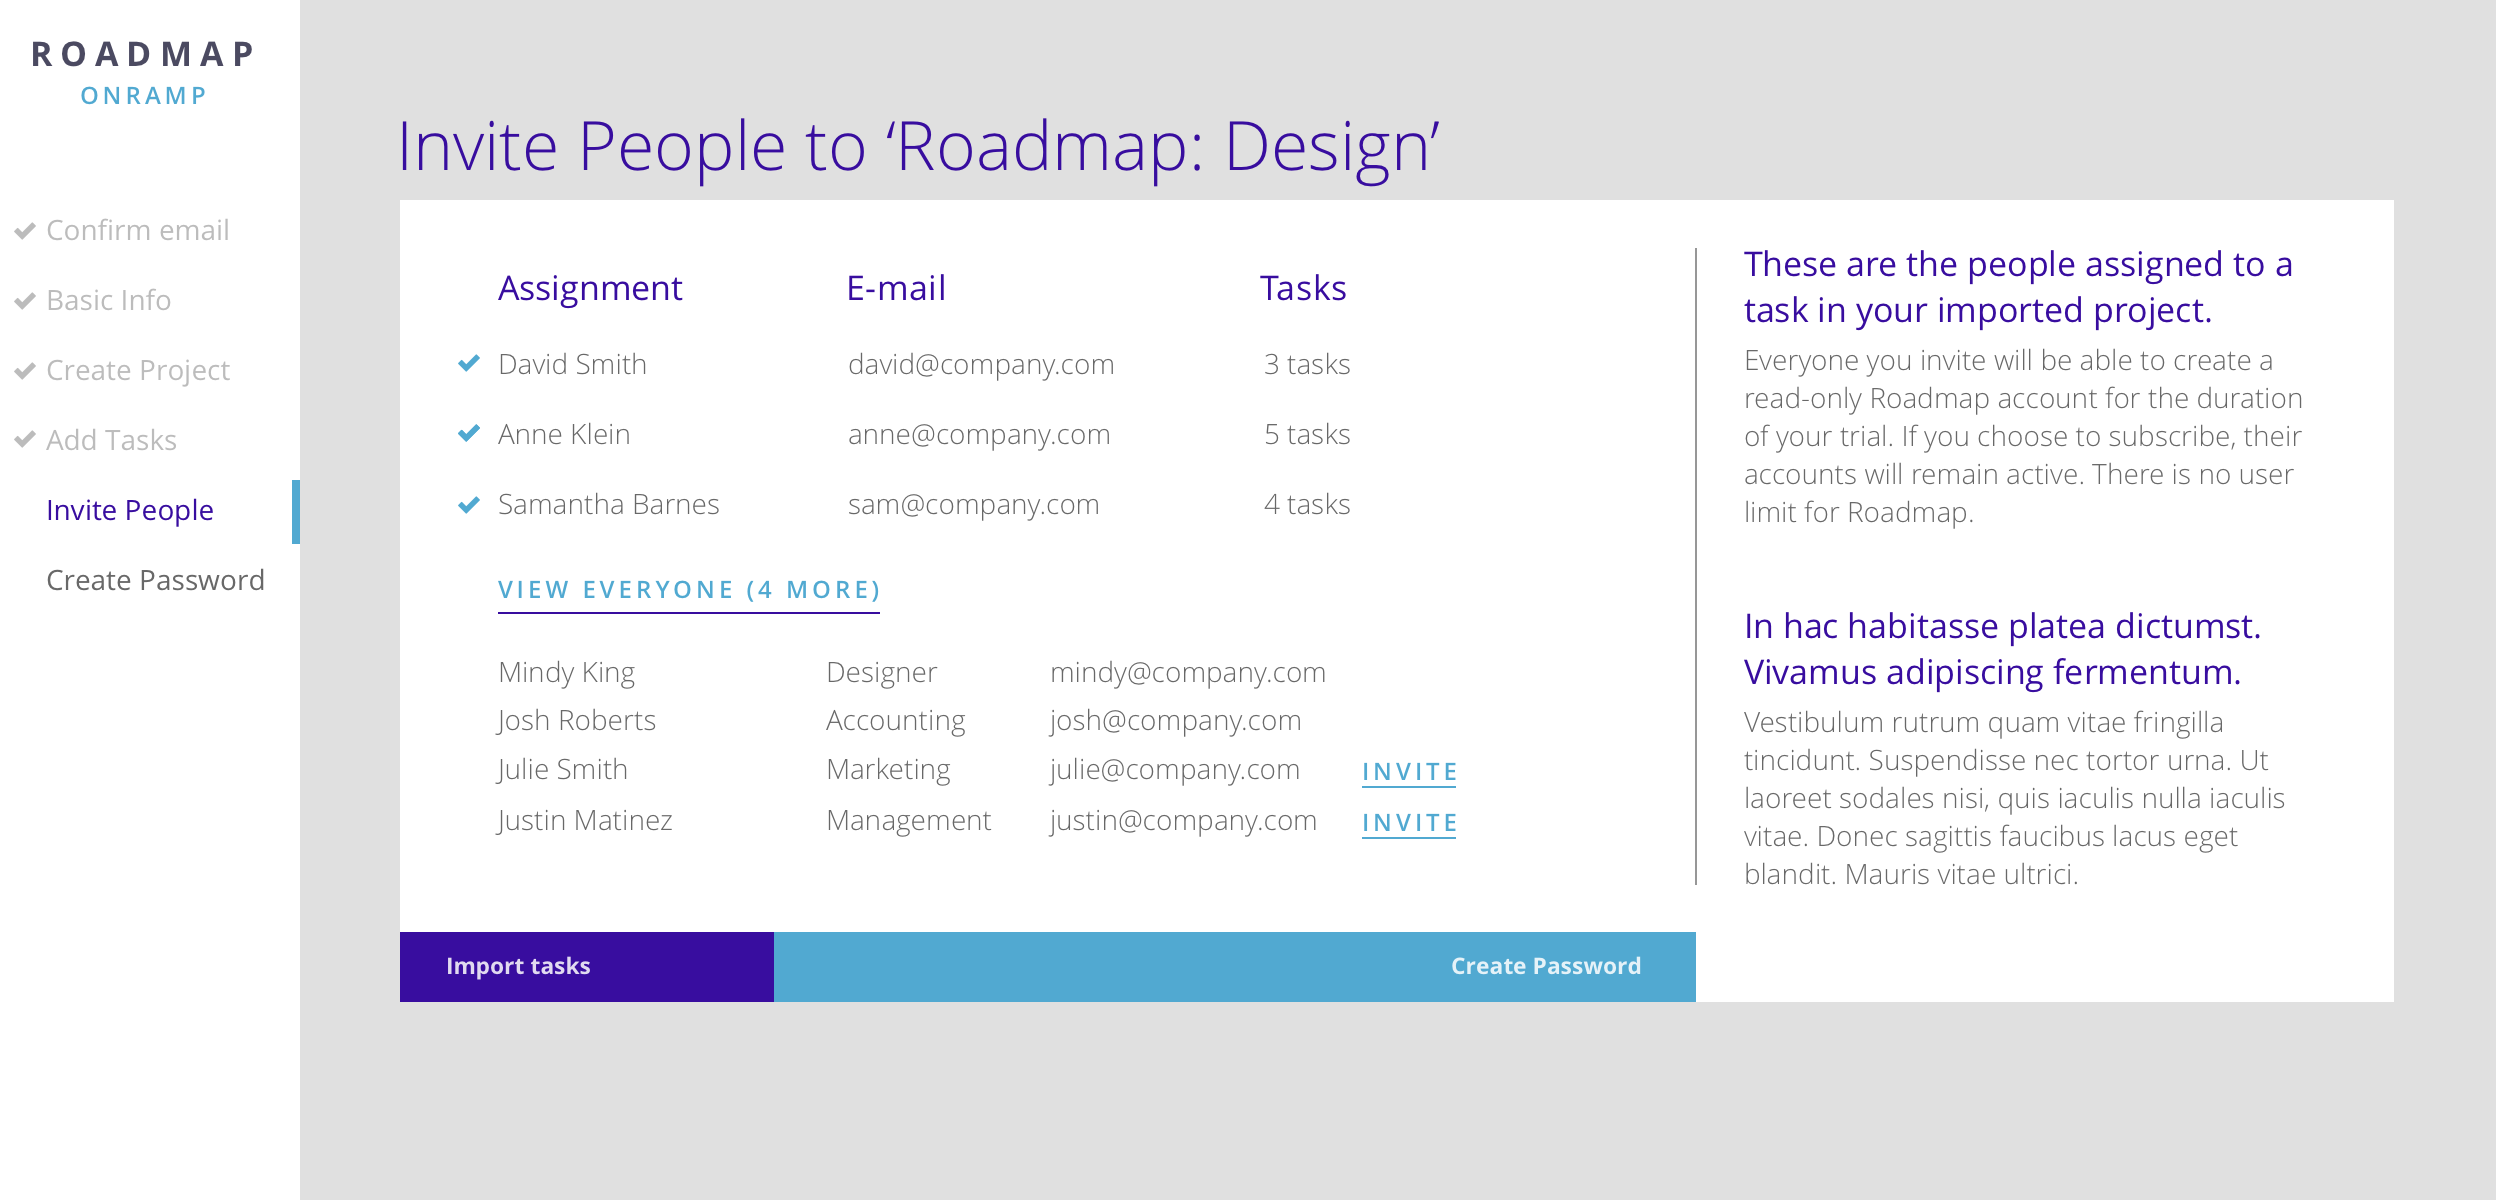 ROADMAP
ONRAMP
Confirm email
Basic Info
Create Project
Add Tasks
Invite People
Create Password
Invite People to ‘Roadmap: Design’
Assignment E-mail Tasks
David Smith david@company.com 3 tasks
Anne Klein anne@company.com 5 tasks
Samantha Barnes sam@company.com 4 tasks
VIEW EVERYONE (4 MORE)
Mindy King Designer mindy@company.com
Josh Roberts Accounting josh@company.com
Julie Smith Marketing julie@company.com INVITE
Justin Matinez Management justin@company.com INVITE
Import tasks Create Password
These are the people assigned to a
task in your imported project.
Everyone you invite will be able to create a
read-only Roadmap account for the duration
of your trial. If you choose to subscribe, their
accounts will remain active. There is no user
limit for Roadmap.
In hac habitasse platea dictumst.
Vivamus adipiscing fermentum.
Vestibulum rutrum quam vitae fringilla
tincidunt. Suspendisse nec tortor urna. Ut
laoreet sodales nisi, quis iaculis nulla iaculis
vitae. Donec sagittis faucibus lacus eget
blandit. Mauris vitae ultrici.